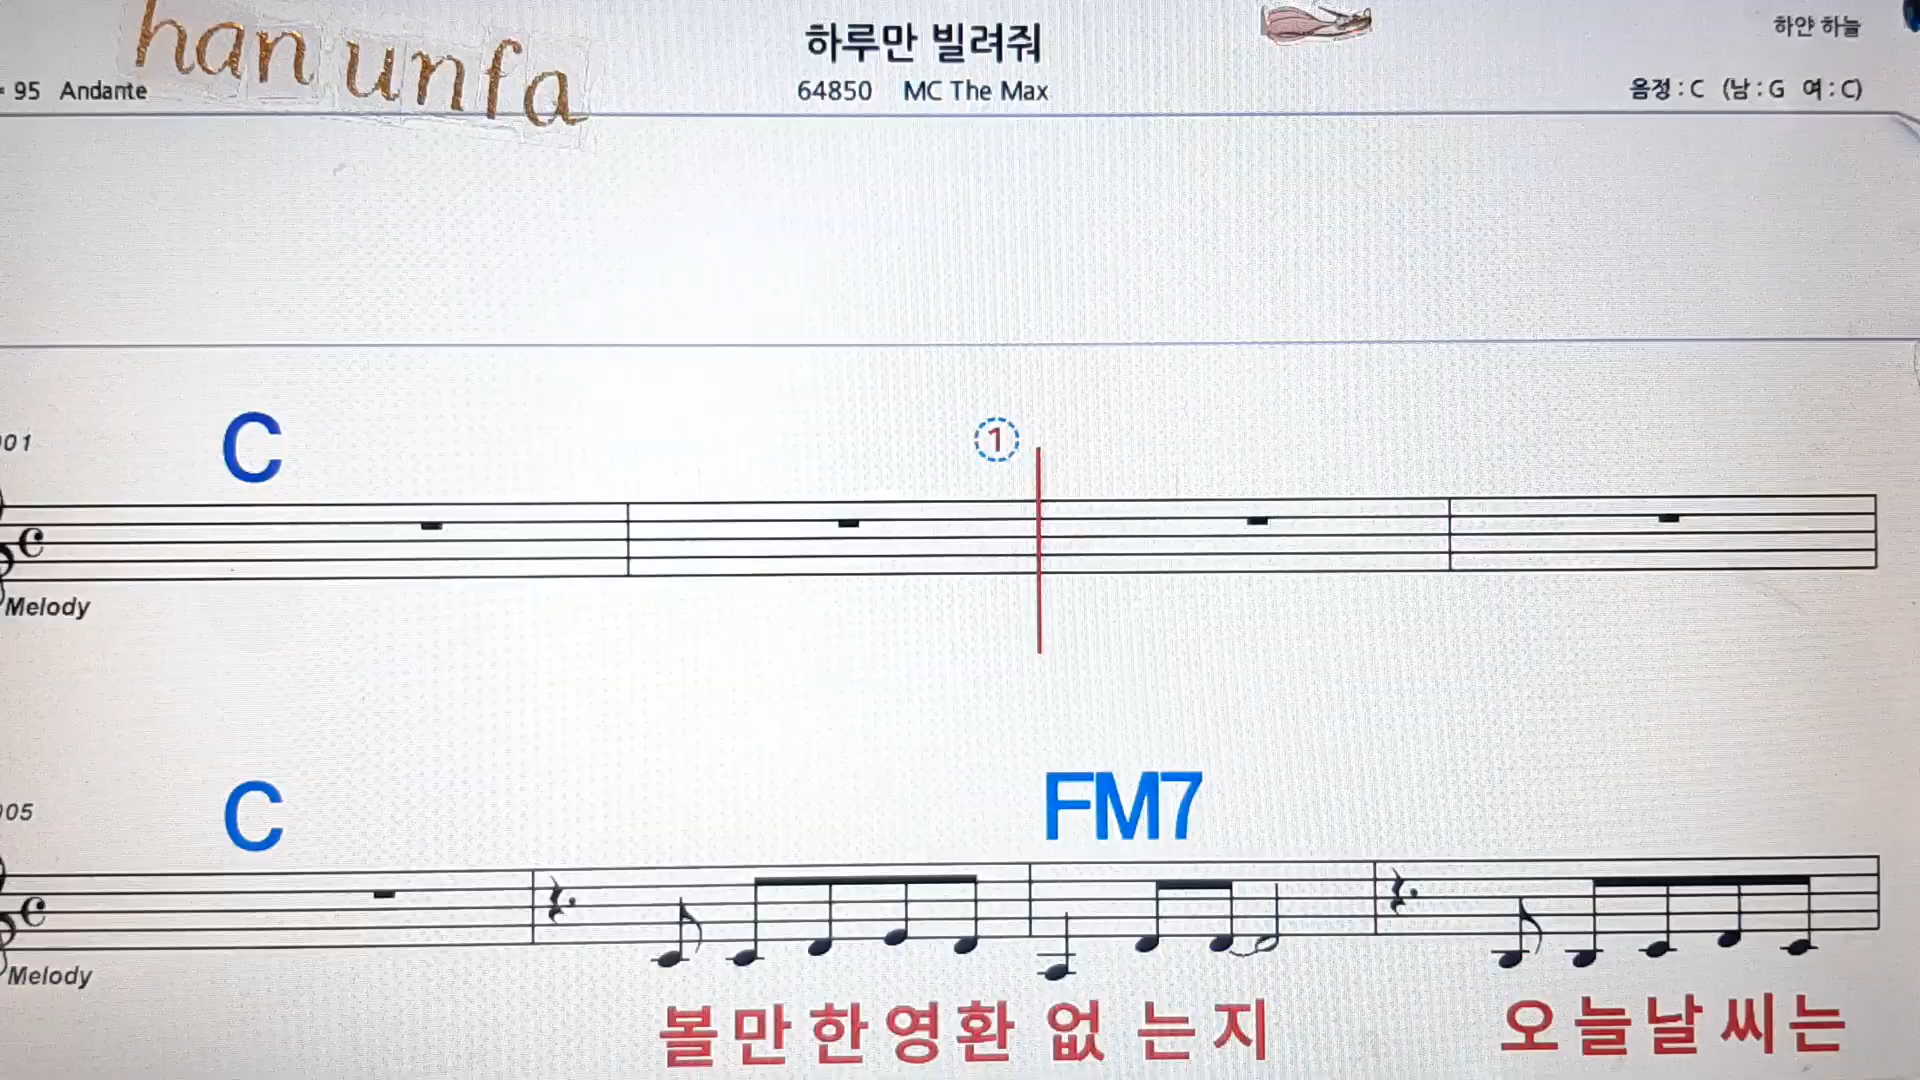 han unfa
하루만 빌려줘
하얀 하늘
= 95 Andante
64850 MC The Max
음정 : C (남 : G 여 : C)
001
C
1
Melody
005
C
FM7
Melody
볼만한영환 없는지 오늘날씨는